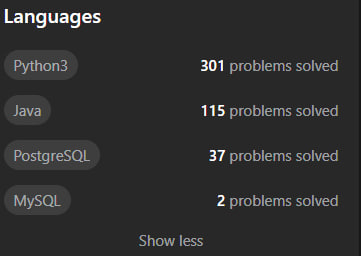 Languages
Python3 301 problems solved
Java 115 problems solved
PostgreSQL 37 problems solved
MySQL 2 problems solved
Show less